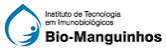 Instituto de Tecnologia
em Imunobiológicos
Bio-Manguinhos